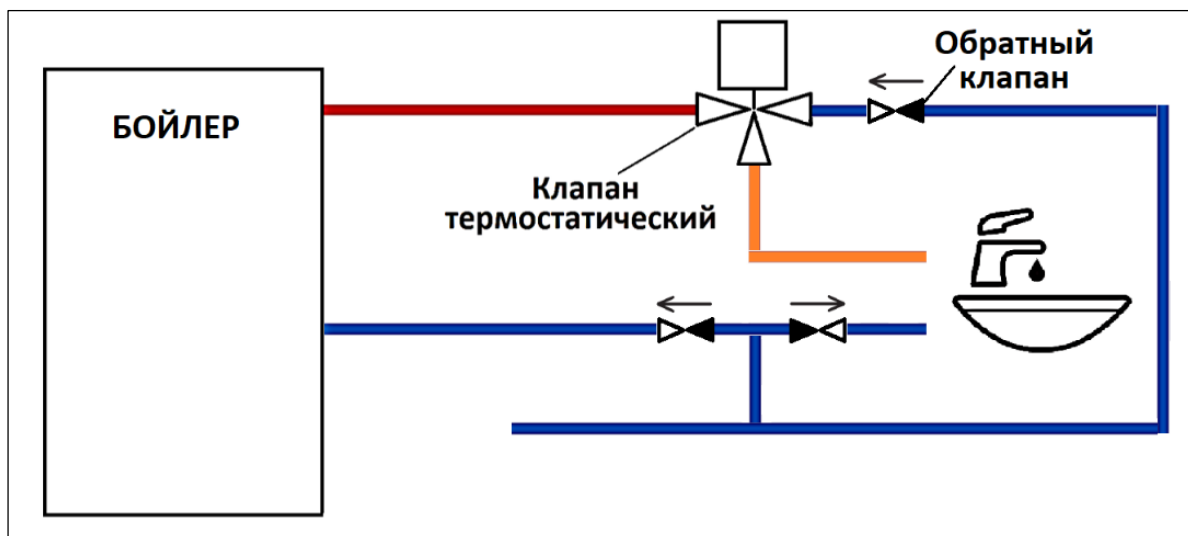 БОЙЛЕР
Обратный
клапан
Клапан
термостатический